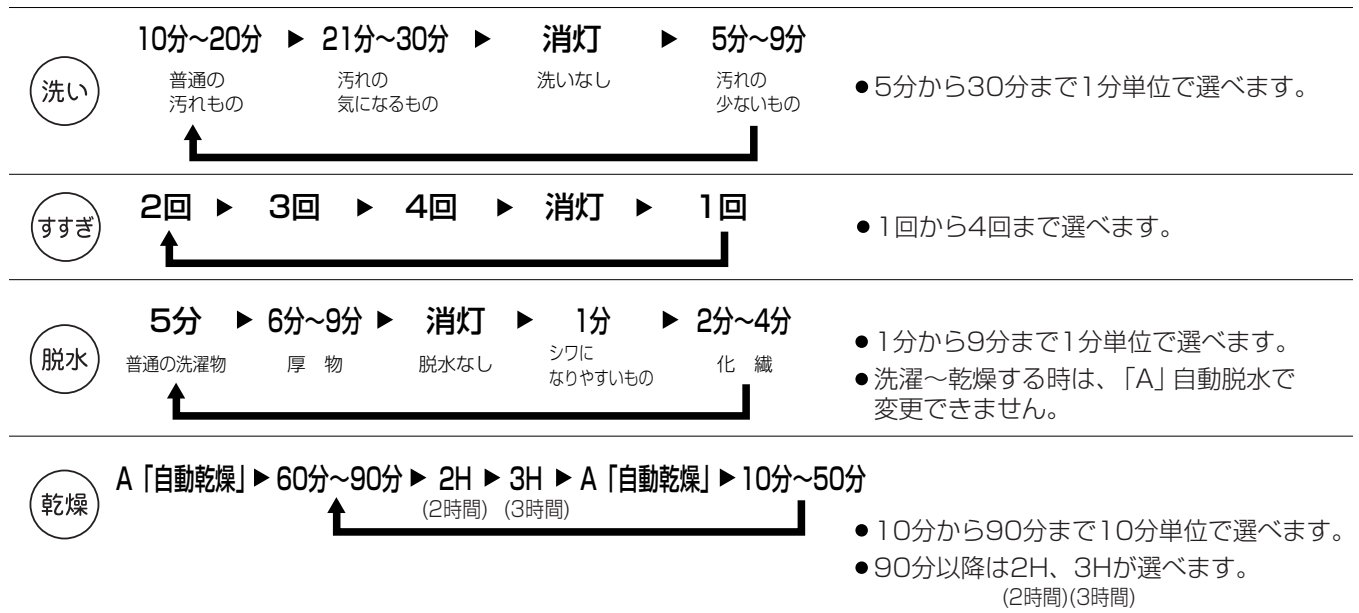 洗い
10分~20分 ▶ 21分~30分 ▶ 消灯 ▶ 5分~9分
普通の 汚れの 洗いなし 汚れの
汚れもの 気になるもの 少ないもの
●5分から30分まで1分単位で選べます。
すすぎ
2回 ▶ 3回 ▶ 4回 ▶ 消灯 ▶ 1回
●1回から4回まで選べます。
脱水
5分 ▶ 6分~9分 ▶ 消灯 ▶ 1分 ▶ 2分~4分
普通の洗濯物 厚 物 脱水なし シワに 化 繊
なりやすいもの
●1分から9分まで1分単位で選べます。
●洗濯~乾燥する時は、「A」自動脱水で
変更できません。
乾燥
A「自動乾燥」▶60分~90分▶ 2H ▶ 3H ▶ A「自動乾燥」▶10分~50分
(2時間) (3時間)
●10分から90分まで10分単位で選べます。
●90分以降は2H、3Hが選べます。
(2時間)(3時間)